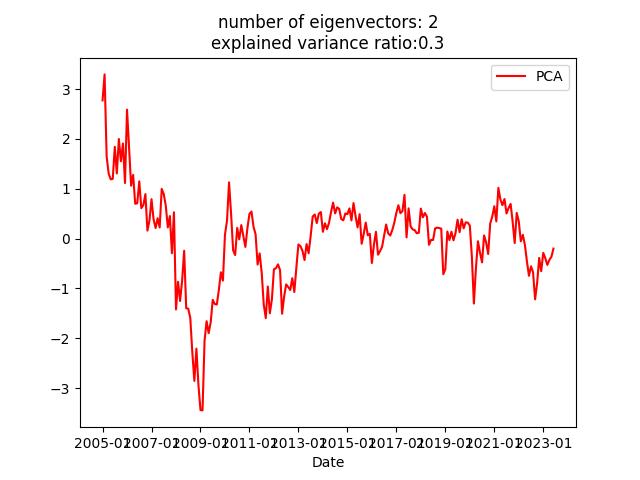 number of eigenvectors: 2
explained variance ratio:0.3
PCA
3
2
1
0
−1
−2
−3
2005-01 2007-01 2009-01 2011-01 2013-01 2015-01 2017-01 2019-01 2021-01 2023-01
Date